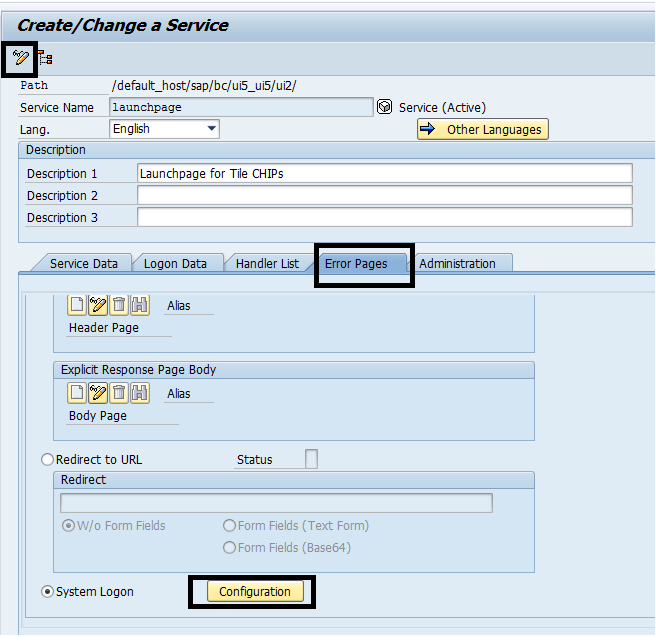 Create/Change a Service
Path /default_host/sap/bc/ui5_ui5/ui2/
Service Name launchpage Service (Active)
Lang. English Other Languages
Description
Description 1 Launchpage for Tile CHIPs
Description 2
Description 3
Service Data Logon Data Handler List Error Pages Administration
Alias
Header Page
Explicit Response Page Body
Alias
Body Page
Redirect to URL Status
Redirect
W/o Form Fields Form Fields (Text Form)
Form Fields (Base64)
System Logon Configuration